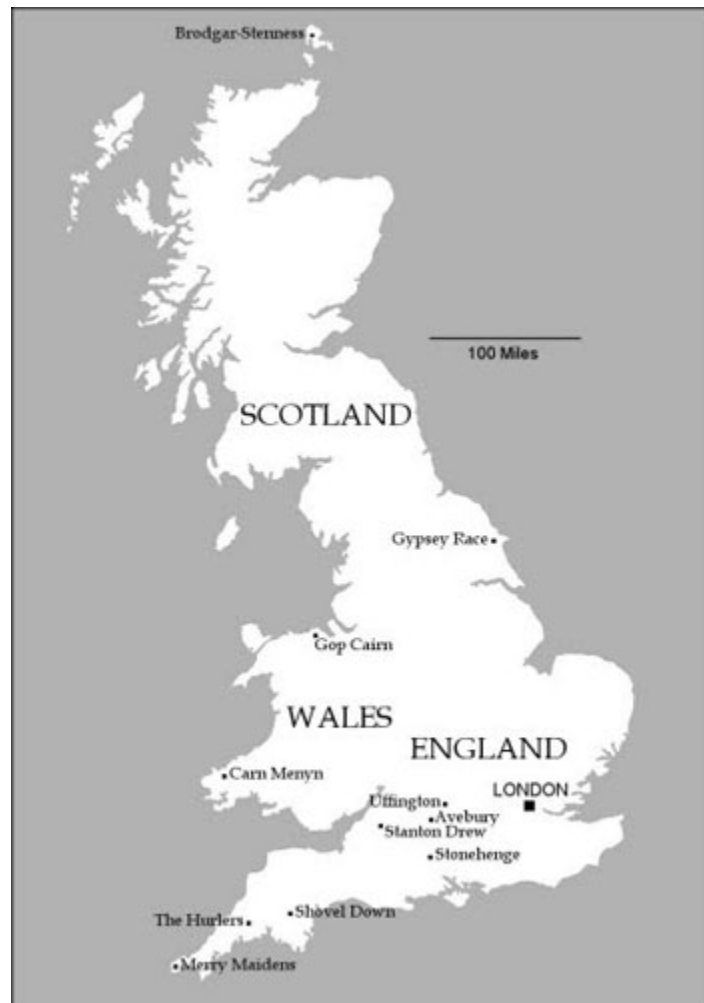 Brodgar-Stenness
100 Miles
SCOTLAND
Gypsey Race
Gop Cairn
WALES
ENGLAND
Carn Menyn
LONDON
Uffington
Avebury
Stanton Drew
Stonehenge
Shovel Down
The Hurlers
Merry Maidens